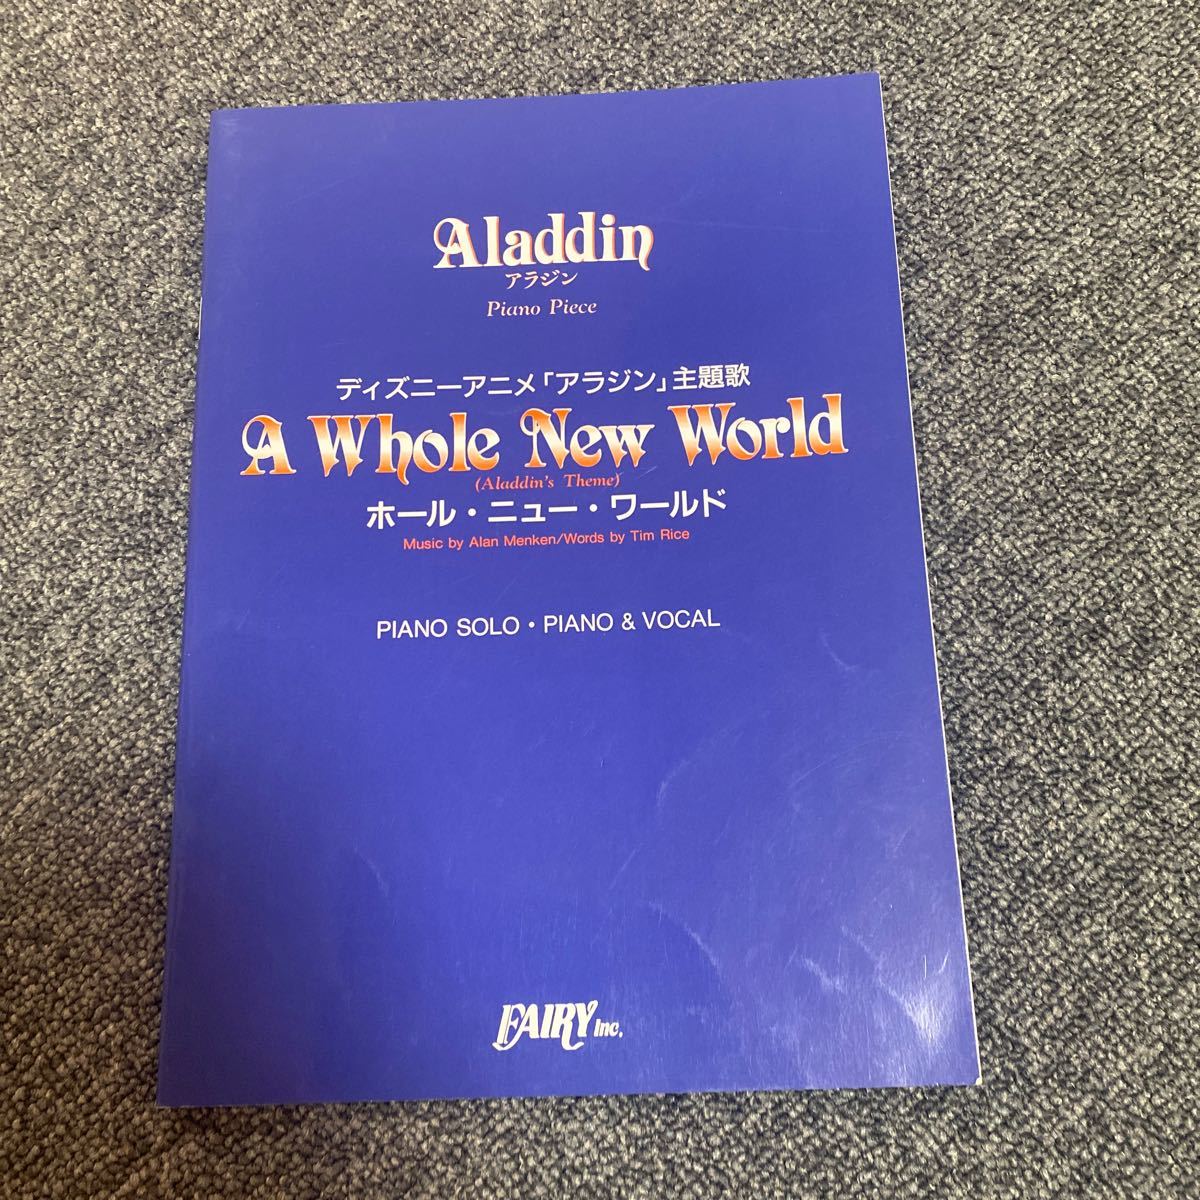 Aladdin
アラジン
Piano Piece
ディズニーアニメ「アラジン」主題歌
A Whole New World
(Aladdin's Theme)
ホール・ニュー・ワールド
Music by Alan Menken/Words by Tim Rice
PIANO SOLO・PIANO & VOCAL
FAIRY Inc.